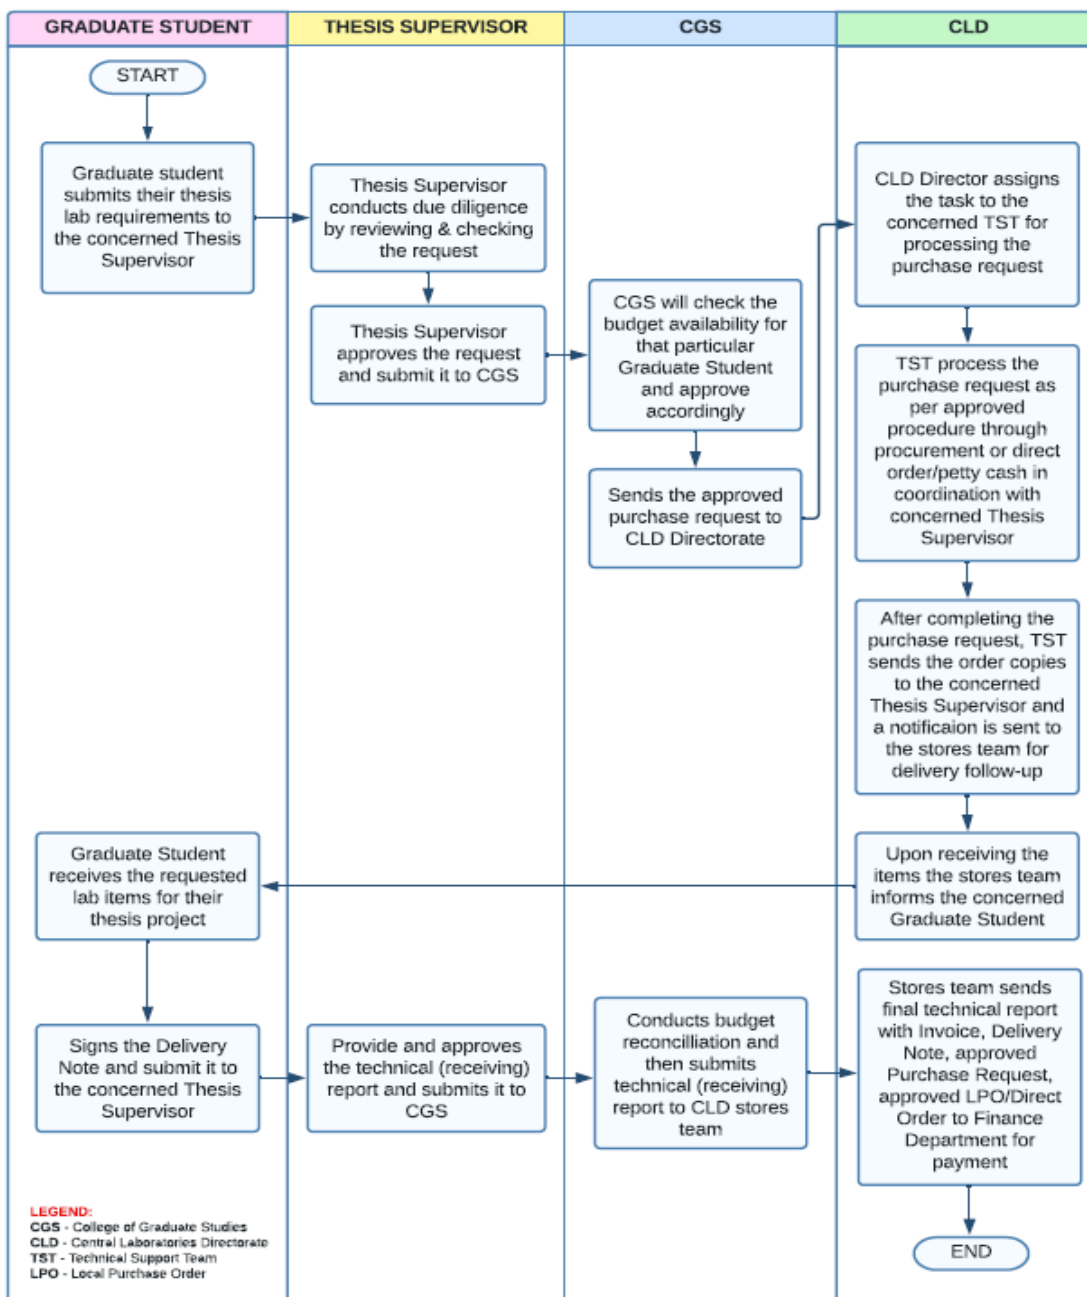 GRADUATE STUDENT
THESIS SUPERVISOR
CGS
CLD
START
Graduate student
submits their thesis
lab requirements to
the concerned Thesis
Supervisor
Thesis Supervisor
conducts due diligence
by reviewing & checking
the request
Thesis Supervisor
approves the request
and submit it to CGS
CGS will check the
budget availability for
that particular
Graduate Student
and approve
accordingly
Sends the approved
purchase request to
CLD Directorate
CLD Director assigns
the task to the
concerned TST for
processing the
purchase request
TST process the
purchase request as
per approved
procedure through
procurement or direct
order/petty cash in
coordination with
concerned Thesis
Supervisor
After completing the
purchase request, TST
sends the order copies
to the concerned
Thesis Supervisor and
a notificaion is sent to
the stores team for
delivery follow-up
Upon receiving the
items the stores team
informs the concerned
Graduate Student
Graduate Student
receives the requested
lab items for their
thesis project
Signs the Delivery
Note and submit it to
the concerned Thesis
Supervisor
Provide and approves
the technical (receiving)
report and submits it to
CGS
Conducts budget
reconcilliation and
then submits
technical (receiving)
report to CLD stores
team
Stores team sends
final technical report
with Invoice, Delivery
Note, approved
Purchase Request,
approved LPO/Direct
Order to Finance
Department for
payment
END
LEGEND:
CGS - College of Graduate Studies
CLD - Central Laboratories Directorate
TST - Technical Support Team
LPO - Local Purchase Order